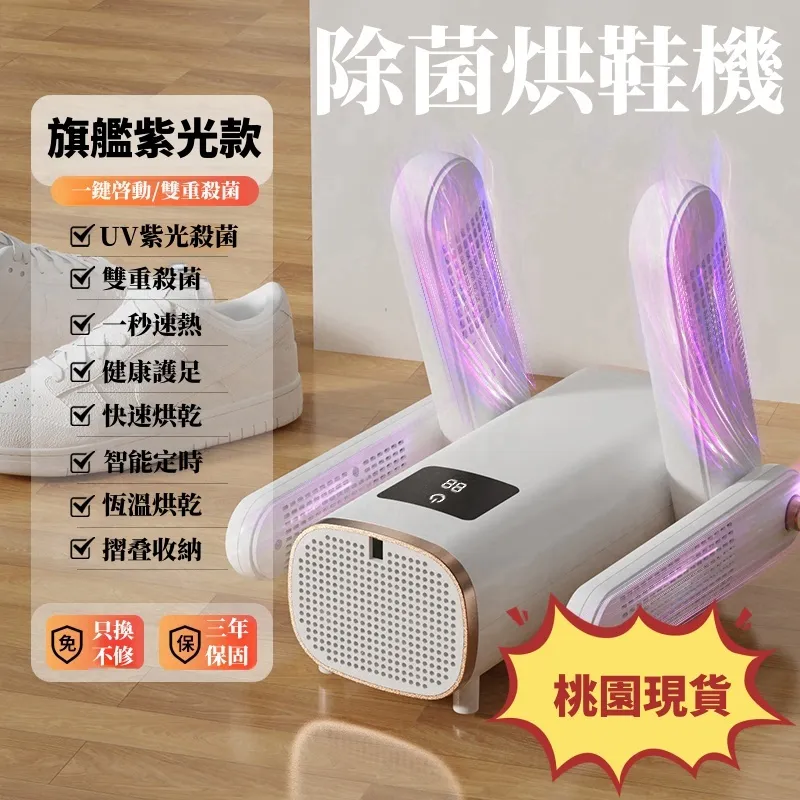 除菌烘鞋機
旗艦紫光款
一鍵啓動/雙重殺菌
UV紫光殺菌
雙重殺菌
一秒速熱
健康護足
快速烘乾
智能定時
恆溫烘乾
摺叠收納
免
只換
不修
保
三年
保固
88
桃園現貨